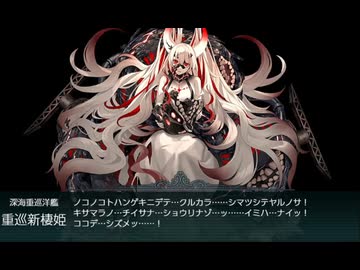 深海重巡洋艦
重巡新棲姫
ノコノコトハンゲキニデテ…クルカラ……シマツシテヤルノサ！
キサマラノ…チイサナ…ショウリナゾ…ッ……イミハ…ナイッ！
ココデ…シズメッ……！